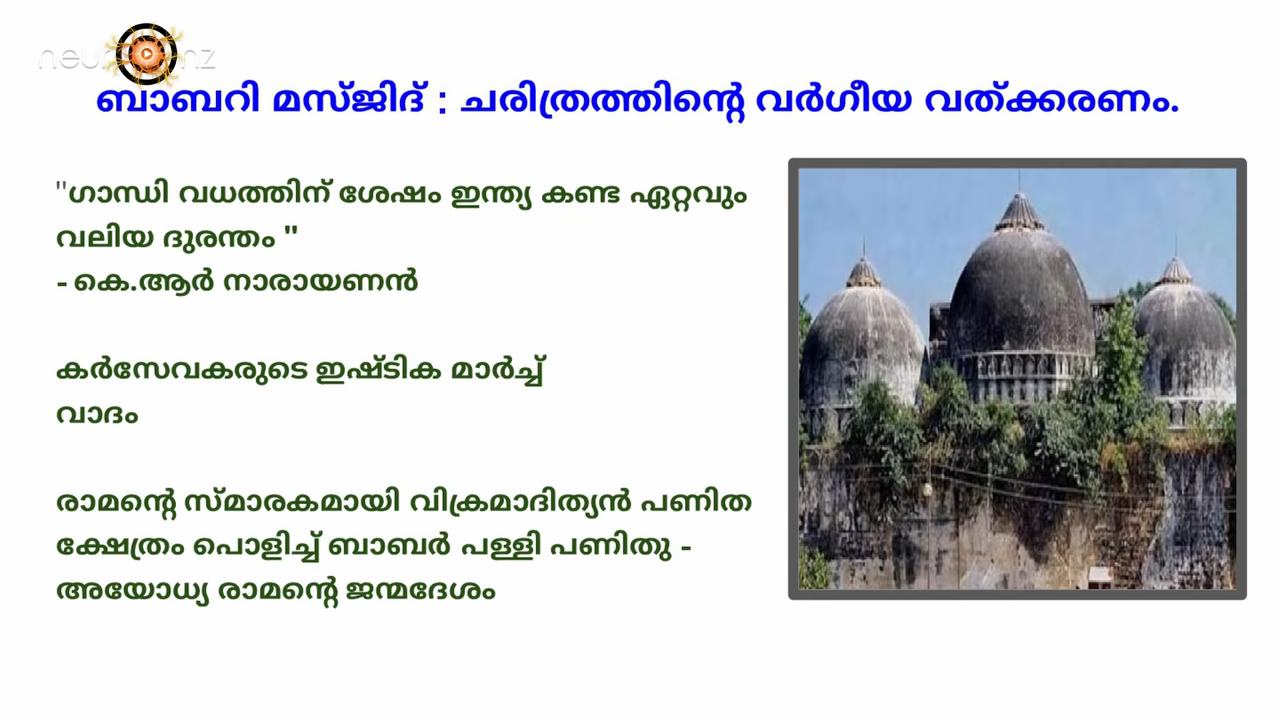 ബാബറി മസ്ജിദ് : ചരിത്രത്തിന്റെ വർഗീയ വത്ക്കരണം.
"ഗാന്ധി വധത്തിന് ശേഷം ഇന്ത്യ കണ്ട ഏറ്റവും
വലിയ ദുരന്തം "
- കെ.ആർ നാരായണൻ
കർസേവകരുടെ ഇഷ്ടിക മാർച്ച്
വാദം
രാമന്റെ സ്മാരകമായി വിക്രമാദിത്യൻ പണിത
ക്ഷേത്രം പൊളിച്ച് ബാബർ പള്ളി പണിതു -
അയോധ്യ രാമന്റെ ജന്മദേശം